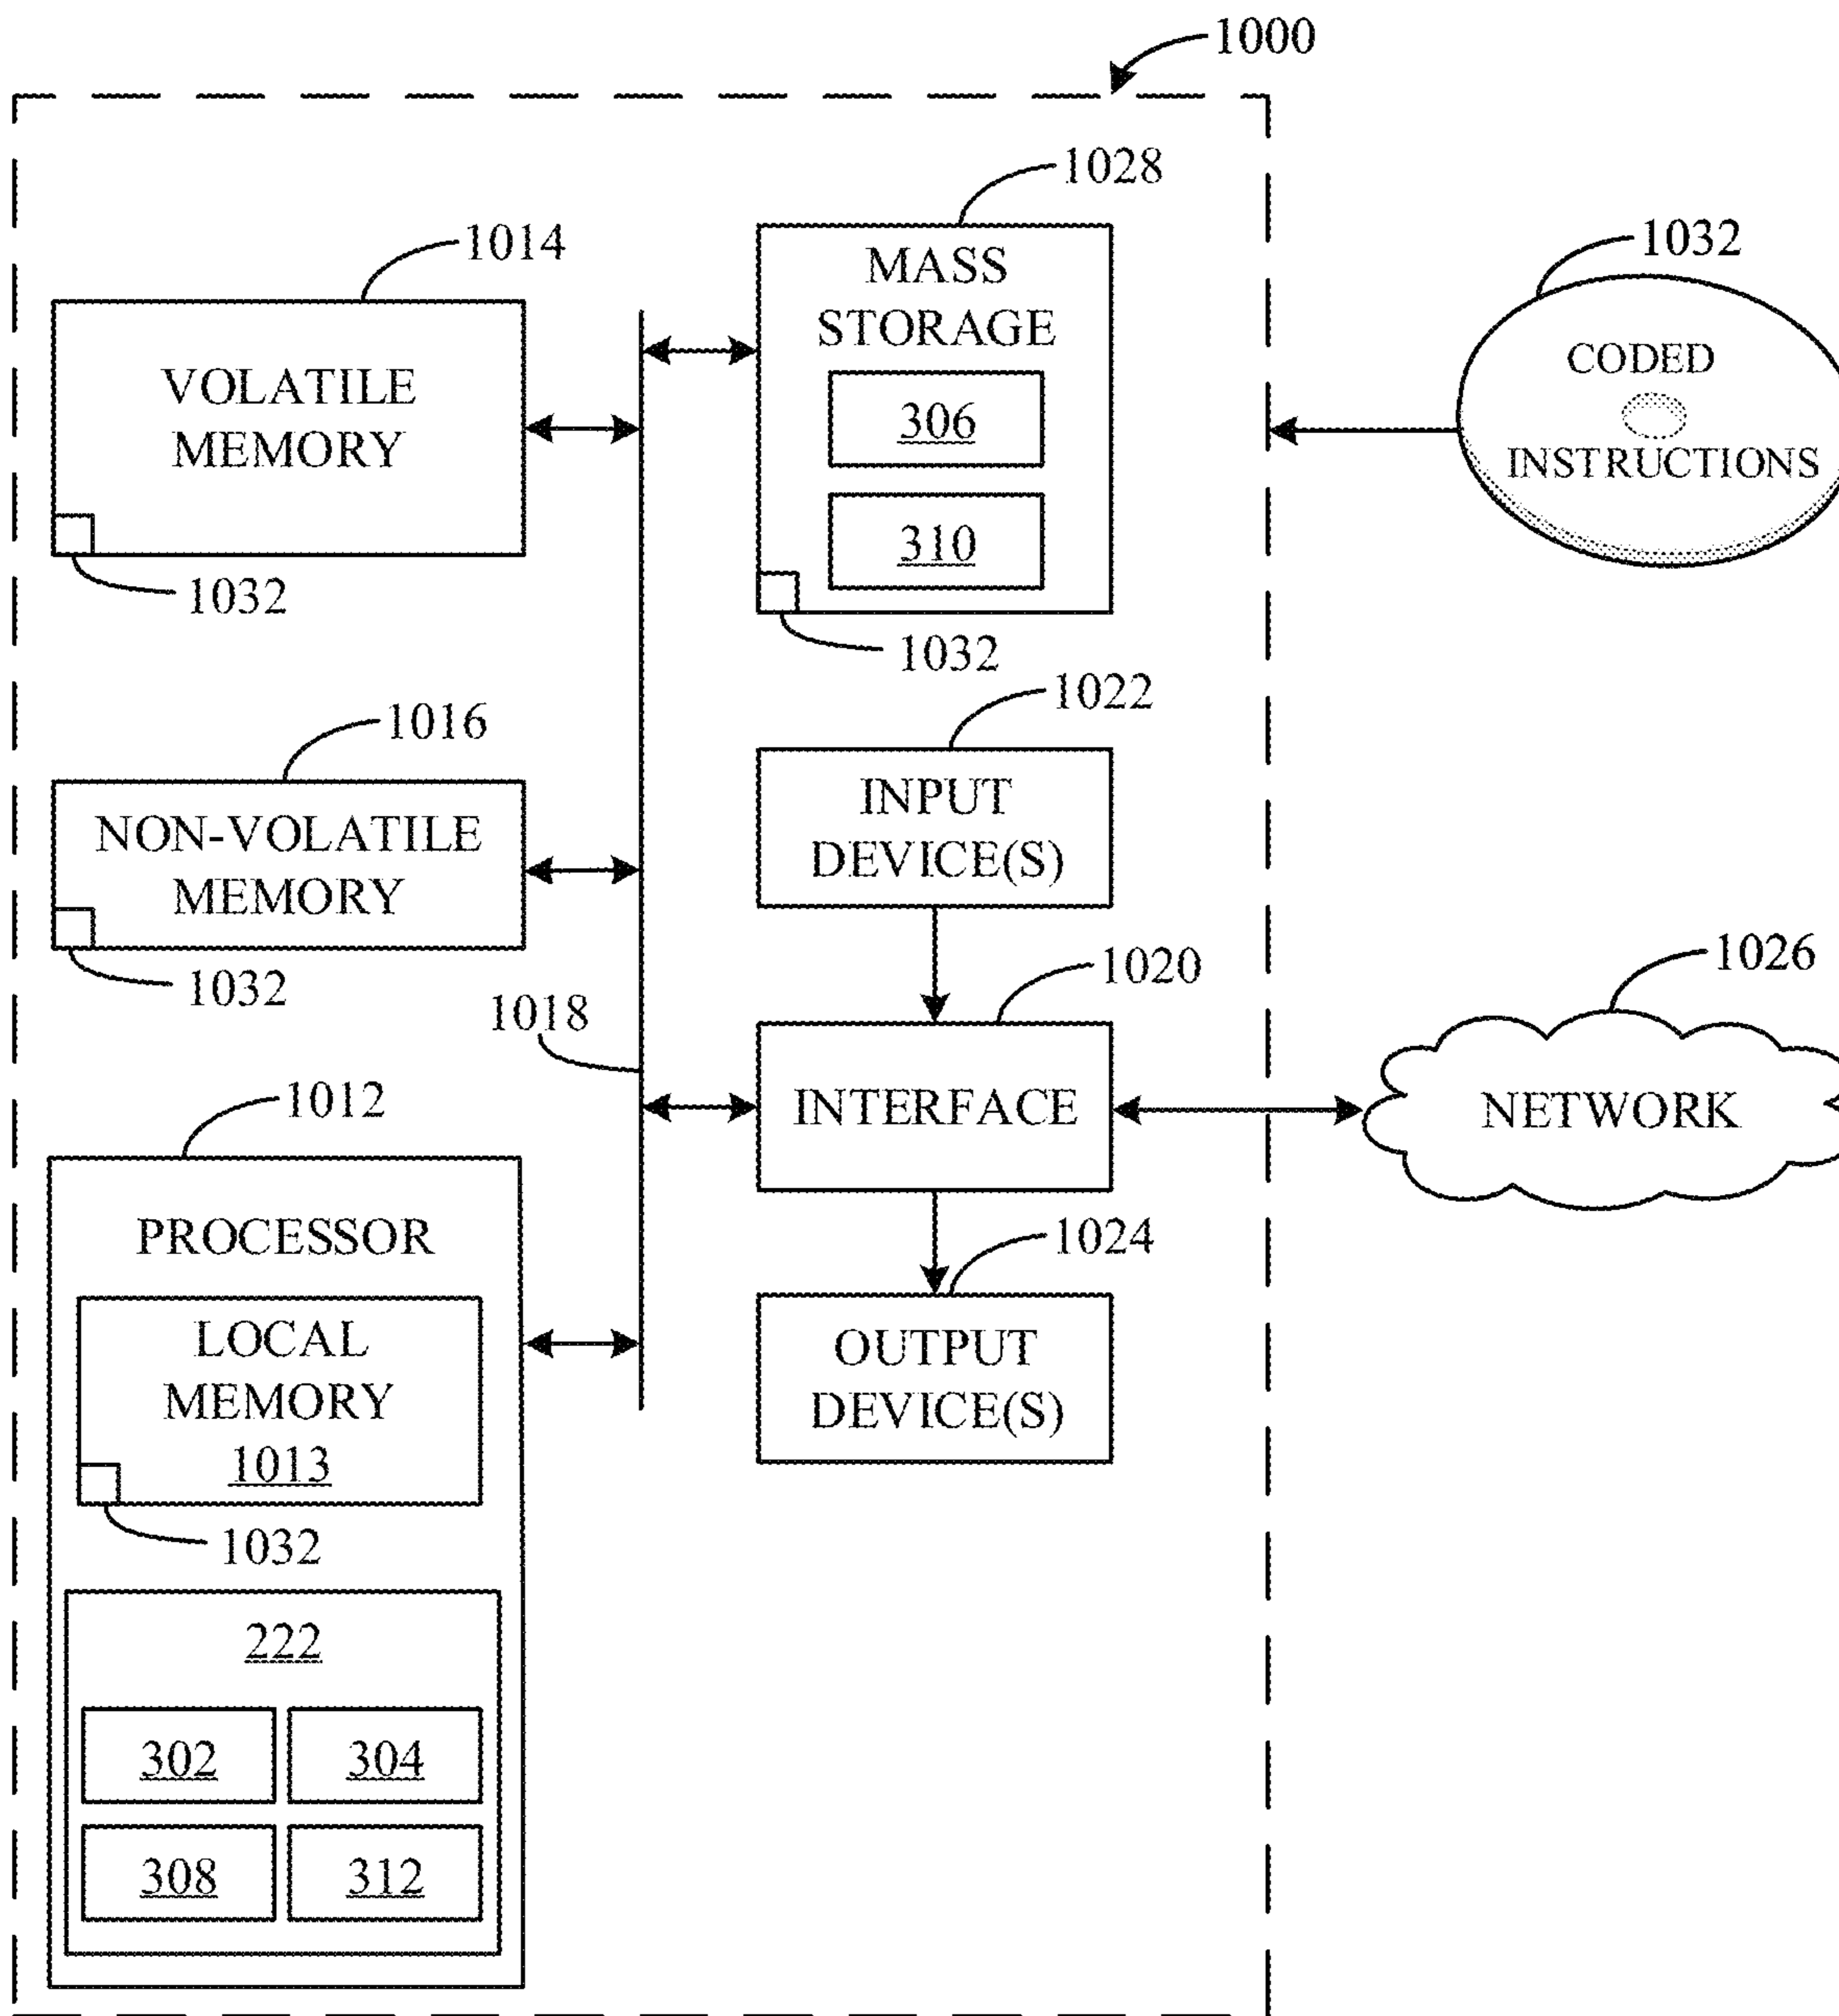 1000
1028
1014
MASS
STORAGE
306
310
1032
VOLATILE
MEMORY
1032
1032
CODED
INSTRUCTIONS
1016
NON-VOLATILE
MEMORY
1032
1022
INPUT
DEVICE(S)
1018
1020
INTERFACE
1026
NETWORK
1012
PROCESSOR
LOCAL
MEMORY
1013
1032
1024
OUTPUT
DEVICE(S)
222
302
304
308
312